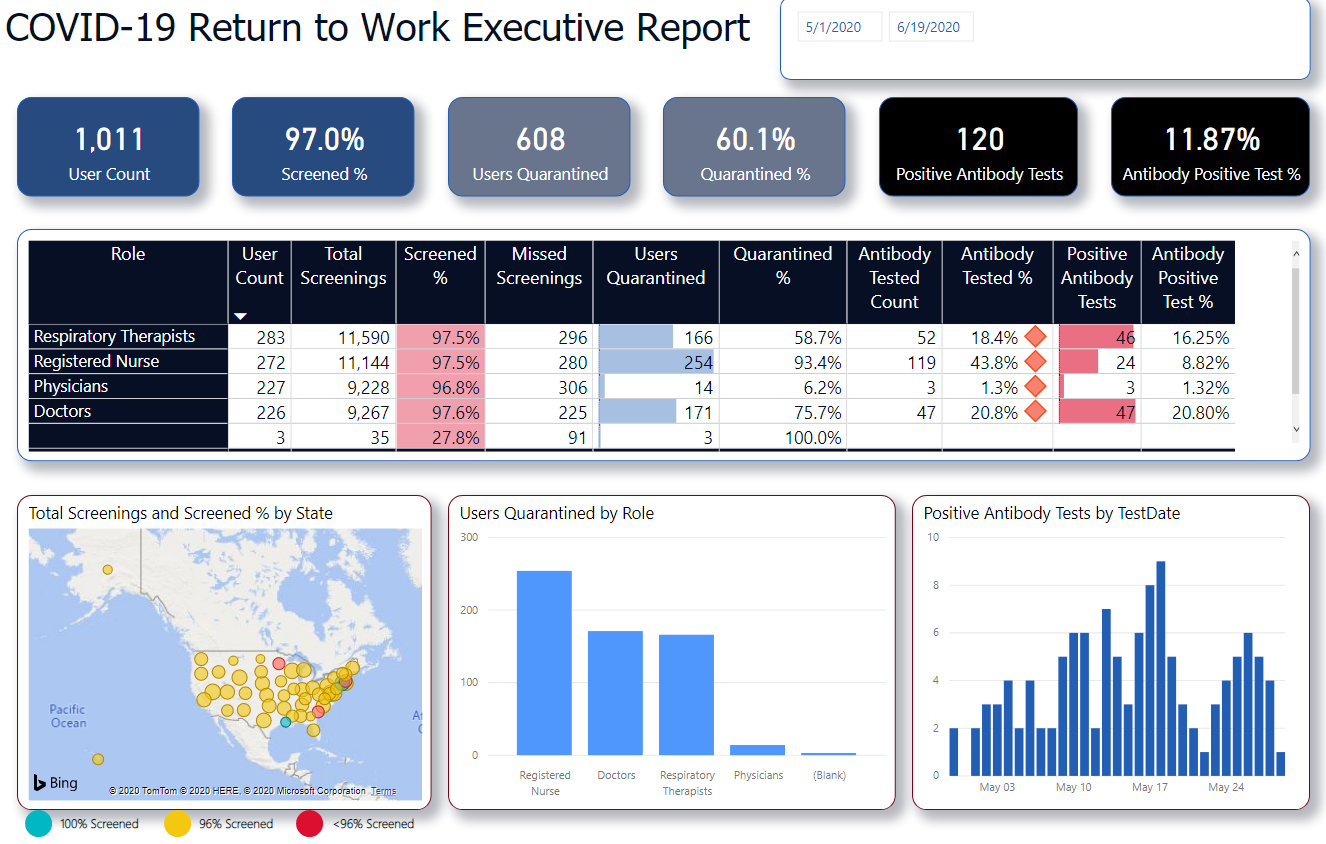 COVID-19 Return to Work Executive Report
5/1/2020 6/19/2020
1,011
User Count
97.0%
Screened %
608
Users Quarantined
60.1%
Quarantined %
120
Positive Antibody Tests
11.87%
Antibody Positive Test %
Role User Count Total Screenings Screened % Missed Screenings Users Quarantined Quarantined % Antibody Tested Count Antibody Tested % Positive Antibody Tests Antibody Positive Test %
Respiratory Therapists 283 11,590 97.5% 296 166 58.7% 52 18.4% 46 16.25%
Registered Nurse 272 11,144 97.5% 280 254 93.4% 119 43.8% 24 8.82%
Physicians 227 9,228 96.8% 306 14 6.2% 3 1.3% 3 1.32%
Doctors 226 9,267 97.6% 225 171 75.7% 47 20.8% 47 20.80%
3 35 27.8% 91 3 100.0%
Total Screenings and Screened % by State
Pacific
Ocean
Bing
© 2020 TomTom © 2020 HERE, © 2020 Microsoft Corporation Terms
100% Screened 96% Screened <96% Screened
Users Quarantined by Role
300
200
100
0
Registered
Nurse
Doctors
Respiratory
Therapists
Physicians
(Blank)
Positive Antibody Tests by TestDate
10
8
6
4
2
0
May 03 May 10 May 17 May 24